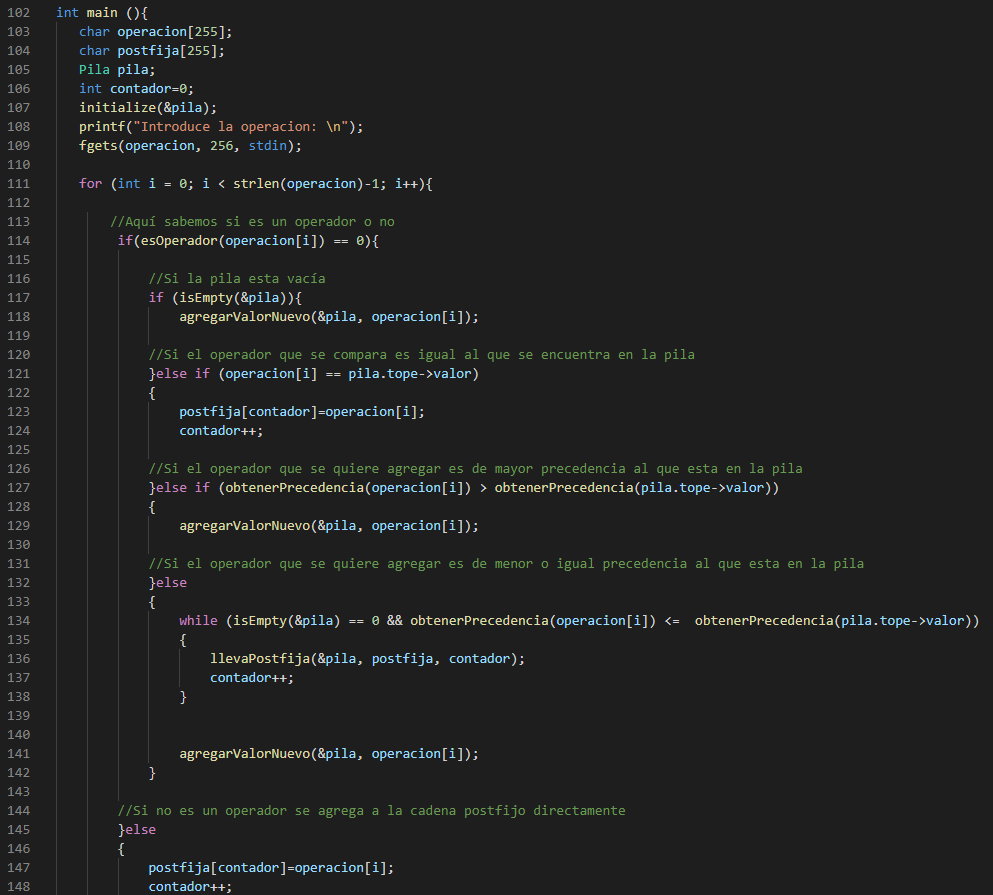 102 int main (){
103 char operacion[255];
104 char postfija[255];
105 Pila pila;
106 int contador=0;
107 initialize(&pila);
108 printf("Introduce la operacion: \n");
109 fgets(operacion, 256, stdin);
110
111 for (int i = 0; i < strlen(operacion)-1; i++){
112
113 //Aquí sabemos si es un operador o no
114 if(esOperador(operacion[i]) == 0){
115
116 //Si la pila esta vacía
117 if (isEmpty(&pila)){
118 agregarValorNuevo(&pila, operacion[i]);
119
120 //Si el operador que se compara es igual al que se encuentra en la pila
121 }else if (operacion[i] == pila.tope->valor)
122 {
123 postfija[contador]=operacion[i];
124 contador++;
125
126 //Si el operador que se quiere agregar es de mayor precedencia al que esta en la pila
127 }else if (obtenerPrecedencia(operacion[i]) > obtenerPrecedencia(pila.tope->valor))
128 {
129 agregarValorNuevo(&pila, operacion[i]);
130
131 //Si el operador que se quiere agregar es de menor o igual precedencia al que esta en la pila
132 }else
133 {
134 while (isEmpty(&pila) == 0 && obtenerPrecedencia(operacion[i]) <=  obtenerPrecedencia(pila.tope->valor))
135 {
136 llevaPostfija(&pila, postfija, contador);
137 contador++;
138 }
139
140
141 agregarValorNuevo(&pila, operacion[i]);
142 }
143
144 //Si no es un operador se agrega a la cadena postfijo directamente
145 }else
146 {
147 postfija[contador]=operacion[i];
148 contador++;